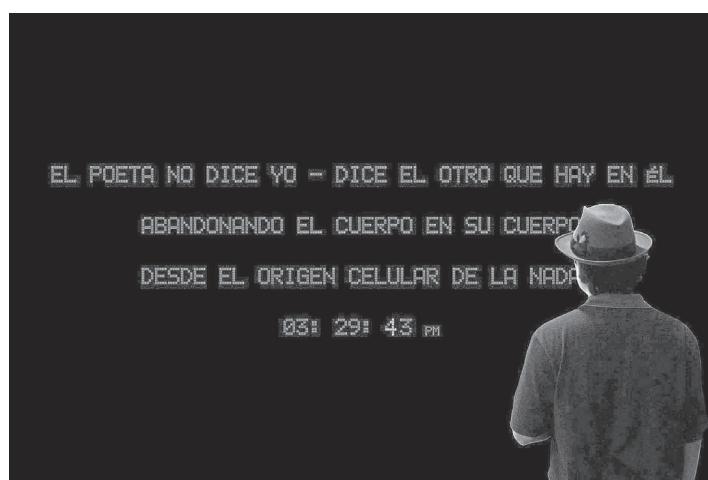 EL POETA NO DICE YO – DICE EL OTRO QUE HAY EN ÉL
ABANDONANDO EL CUERPO EN SU CUERPO
DESDE EL ORIGEN CELULAR DE LA NADA
03: 29: 43 PM